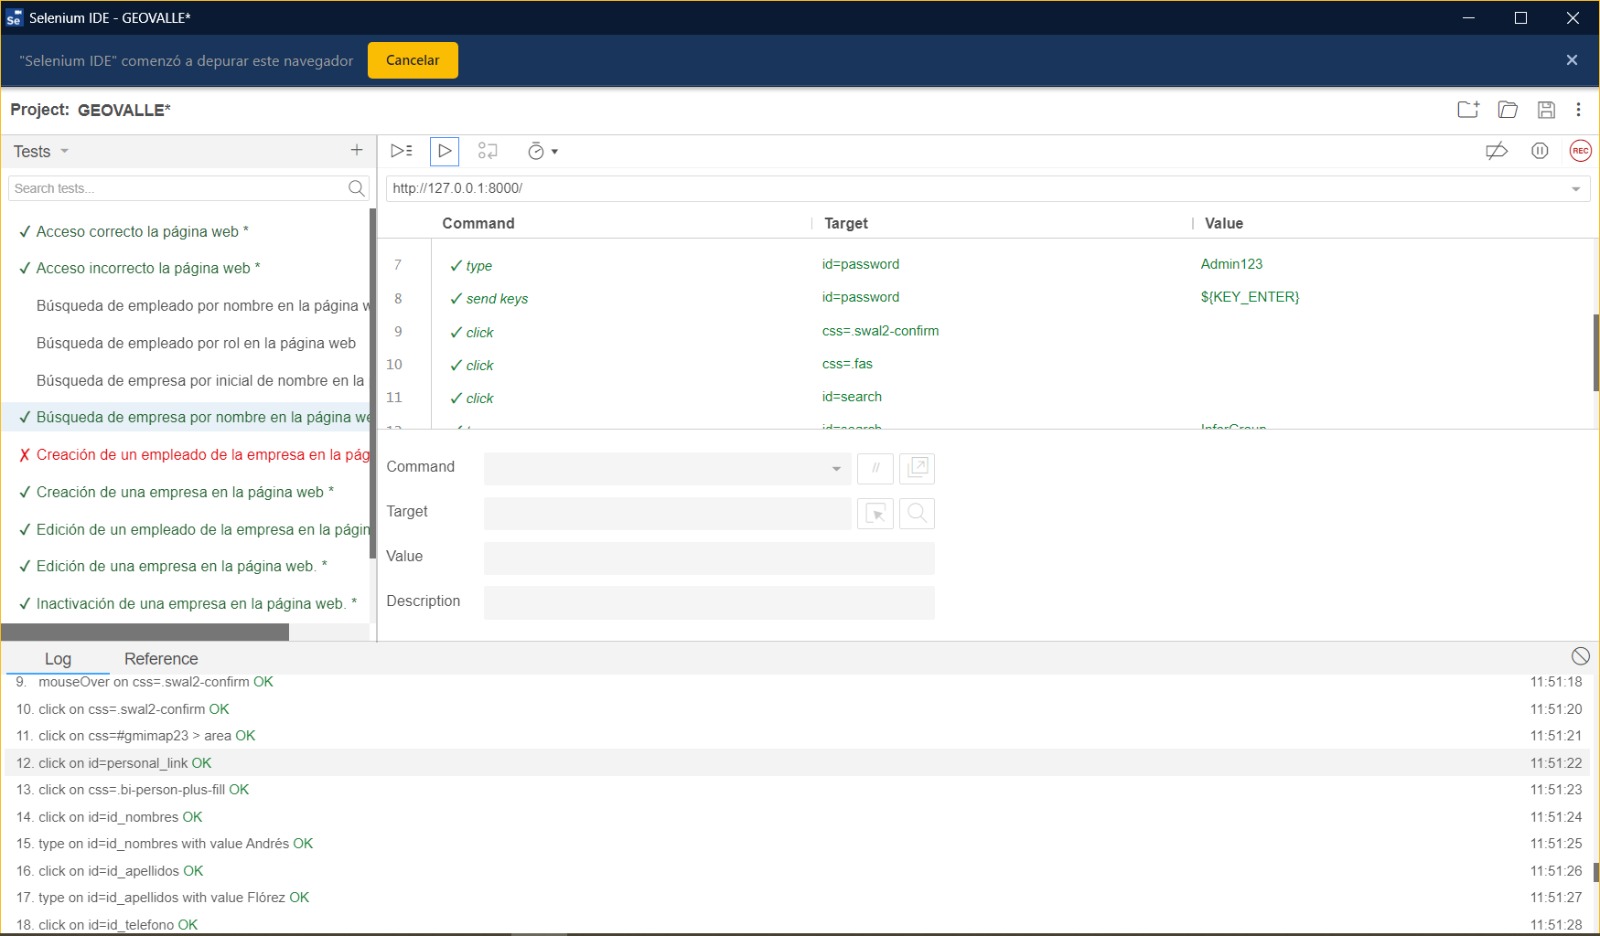 Selenium IDE - GEOVALLE*
"Selenium IDE" comenzó a depurar este navegador
Cancelar
Project: GEOVALLE*
Tests
http://127.0.0.1:8000/
Search tests...
Command Target Value
Acceso correcto la página web *
Acceso incorrecto la página web *
Búsqueda de empleado por nombre en la página
Búsqueda de empleado por rol en la página web
Búsqueda de empresa por inicial de nombre en la
Búsqueda de empresa por nombre en la página we
Creación de un empleado de la empresa en la pág
Creación de una empresa en la página web *
Edición de un empleado de la empresa en la págin
Edición de una empresa en la página web. *
Inactivación de una empresa en la página web. *
REC
7 type id=password Admin123
8 send keys id=password ${KEY_ENTER}
9 click css=.swal2-confirm
10 click css=.fas
11 click id=search
Command //
Target
Value
Description
Log Reference
9. mouseOver on css=.swal2-confirm OK 11:51:18
10. click on css=.swal2-confirm OK 11:51:20
11. click on css=#gmimap23 > area OK 11:51:21
12. click on id=personal_link OK 11:51:22
13. click on css=.bi-person-plus-fill OK 11:51:23
14. click on id=id_nombres OK 11:51:24
15. type on id=id_nombres with value Andrés OK 11:51:25
16. click on id=id_apellidos OK 11:51:26
17. type on id=id_apellidos with value Flórez OK 11:51:27
18. click on id=id_telefono OK 11:51:28